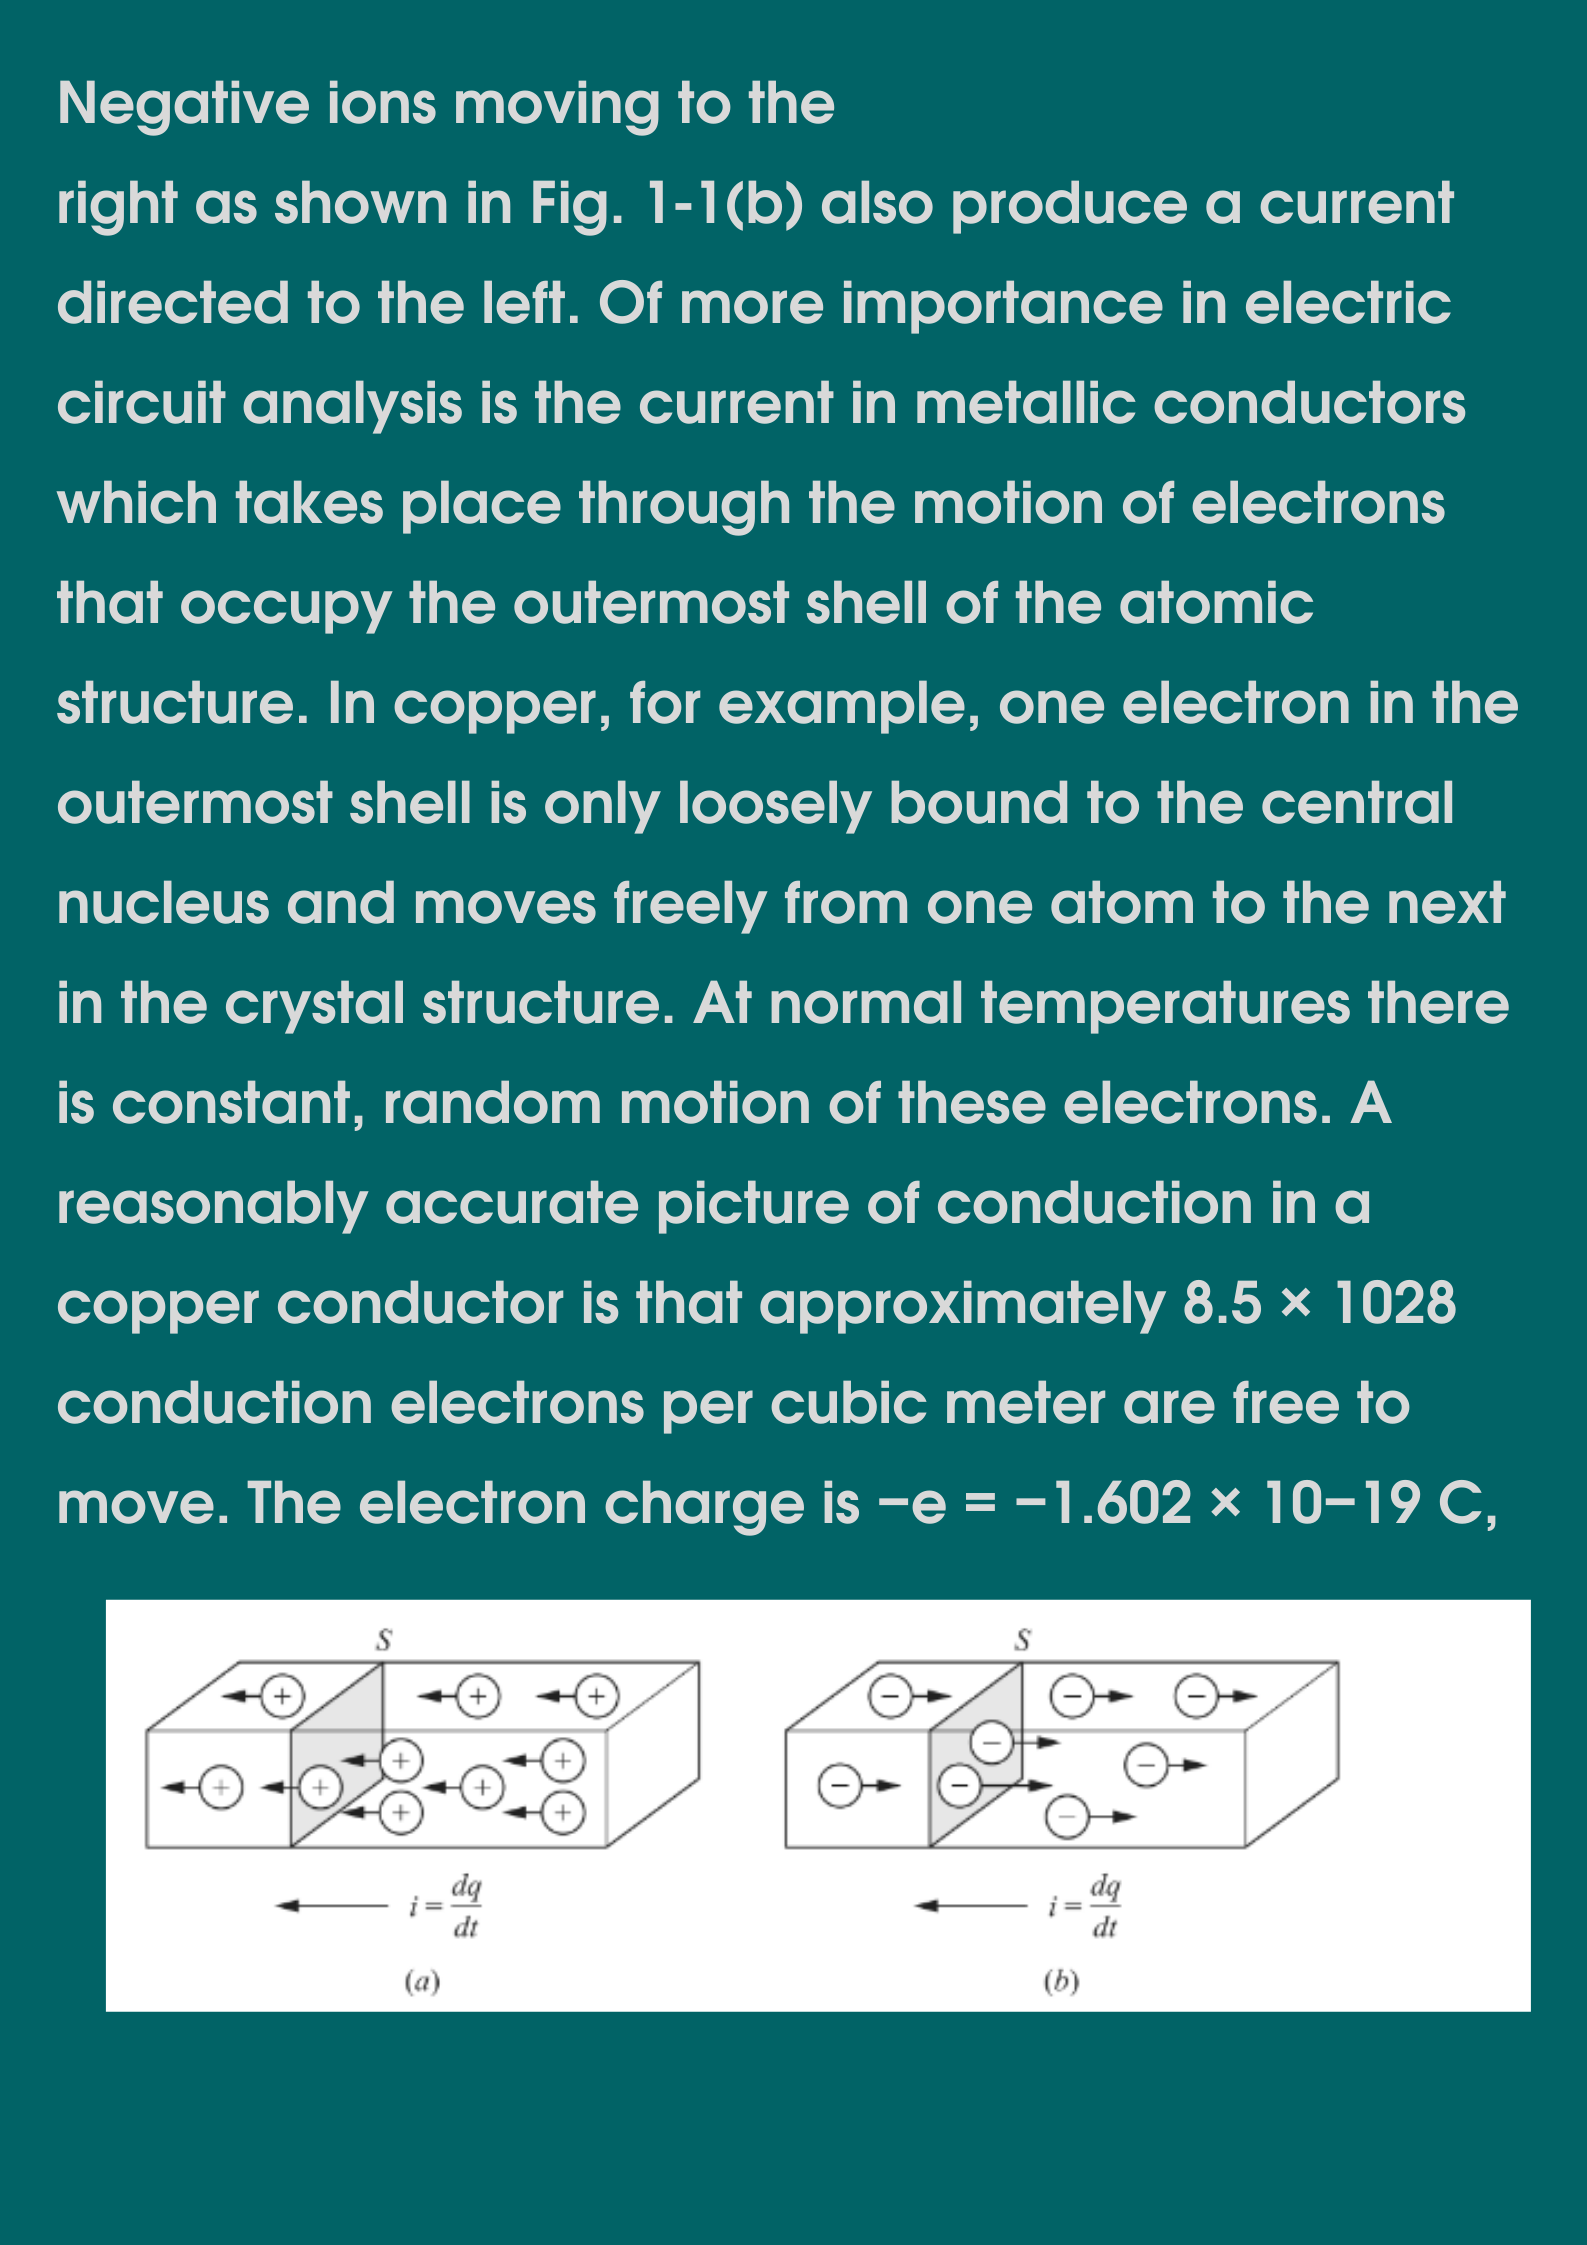 Negative ions moving to the
right as shown in Fig. 1-1(b) also produce a current
directed to the left. Of more importance in electric
circuit analysis is the current in metallic conductors
which takes place through the motion of electrons
that occupy the outermost shell of the atomic
structure. In copper, for example, one electron in the
outermost shell is only loosely bound to the central
nucleus and moves freely from one atom to the next
in the crystal structure. At normal temperatures there
is constant, random motion of these electrons. A
reasonably accurate picture of conduction in a
copper conductor is that approximately 8.5 × 1028
conduction electrons per cubic meter are free to
move. The electron charge is −e = −1.602 × 10−19 C,
S
+ + +
+ + + + + + +
i = dq/dt
(a)
S
− − −
− − − − −
i = dq/dt
(b)